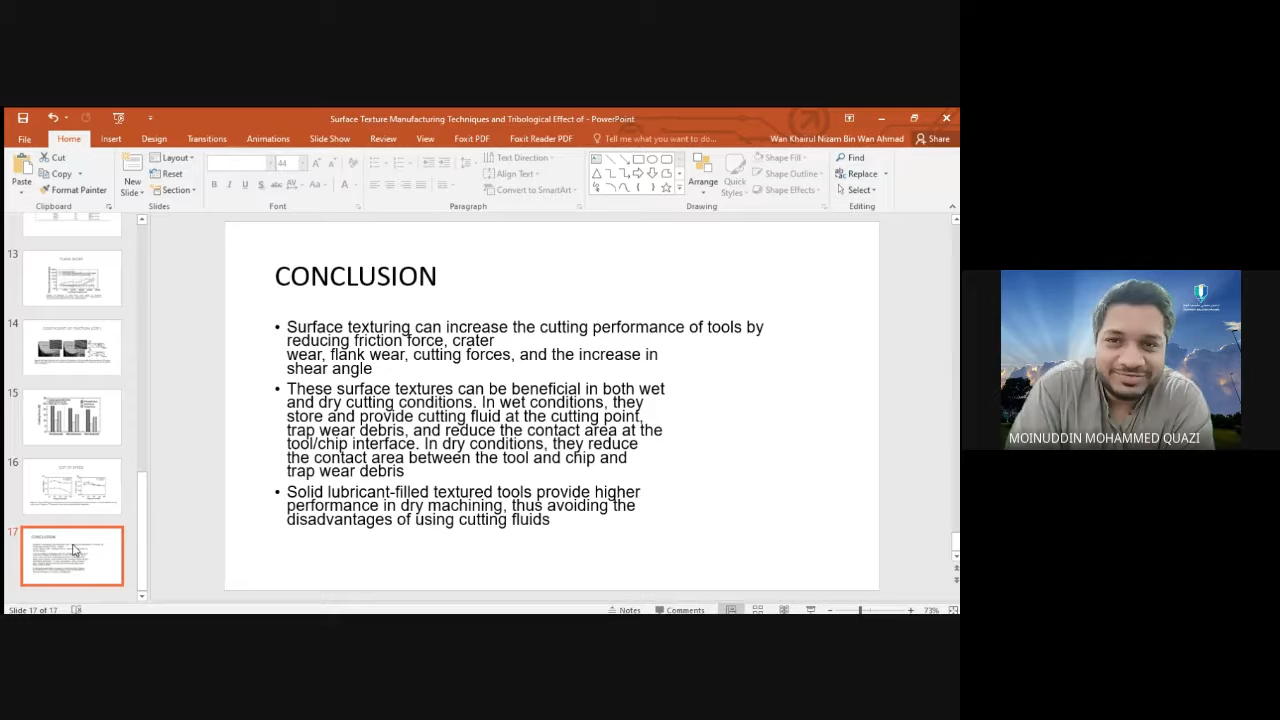 Surface Texture Manufacturing Techniques and Tribological Effect of - PowerPoint
File Home Insert Design Transitions Animations Slide Show Review View Foxit PDF Foxit Reader PDF Tell me what you want to do... Wan Khairul Nizam Bin Wan Ahmad Share
Paste
Cut
Copy
Format Painter
Clipboard
New
Slide
Layout
Reset
Section
Slides
44
B I U S abc AV Aa A
Font
Text Direction
Align Text
Convert to SmartArt
Paragraph
Arrange
Quick
Styles
Shape Fill
Shape Outline
Shape Effects
Drawing
Find
Replace
Select
Editing
13
14
15
16
17
CONCLUSION
CONCLUSION
• Surface texturing can increase the cutting performance of tools by
reducing friction force, crater
wear, flank wear, cutting forces, and the increase in
shear angle
• These surface textures can be beneficial in both wet
and dry cutting conditions. In wet conditions, they
store and provide cutting fluid at the cutting point,
trap wear debris, and reduce the contact area at the
tool/chip interface. In dry conditions, they reduce
the contact area between the tool and chip and
trap wear debris
• Solid lubricant-filled textured tools provide higher
performance in dry machining, thus avoiding the
disadvantages of using cutting fluids
MOINUDDIN MOHAMMED QUAZI
Slide 17 of 17 Notes Comments 73%